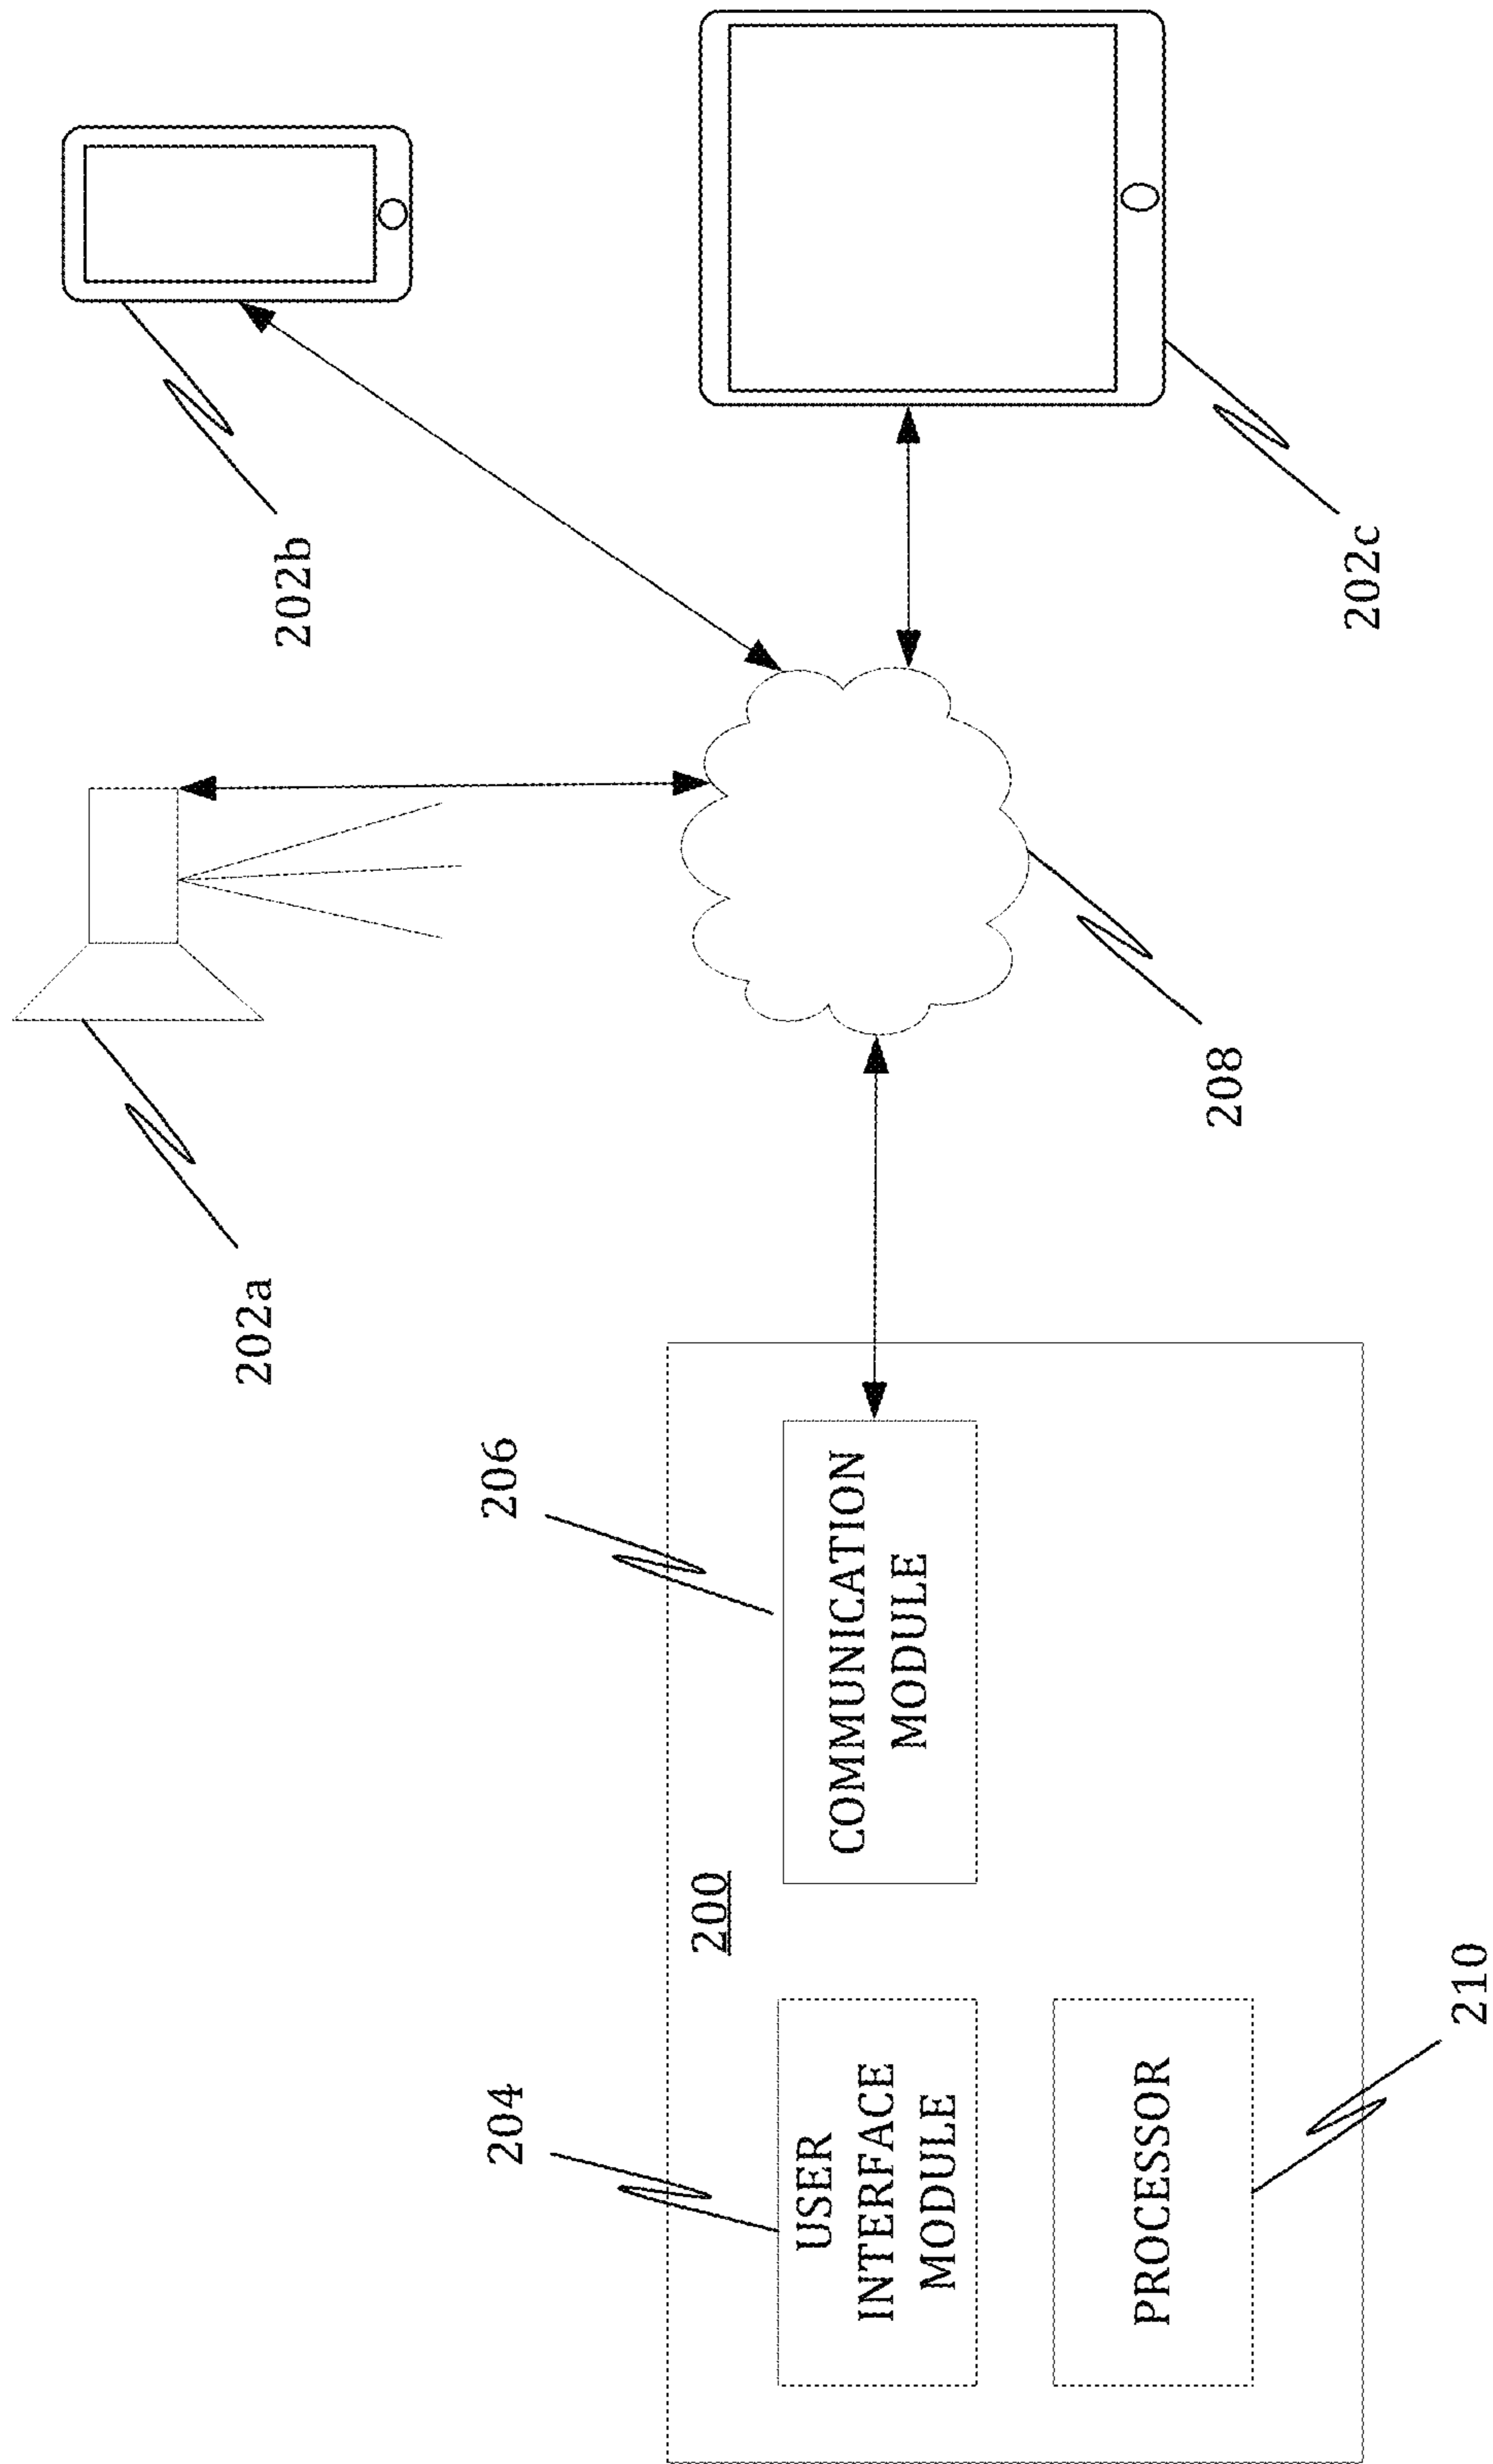 202a
202b
204
206
200
USER
INTERFACE
MODULE
COMMUNICATION
MODULE
PROCESSOR
210
208
202c